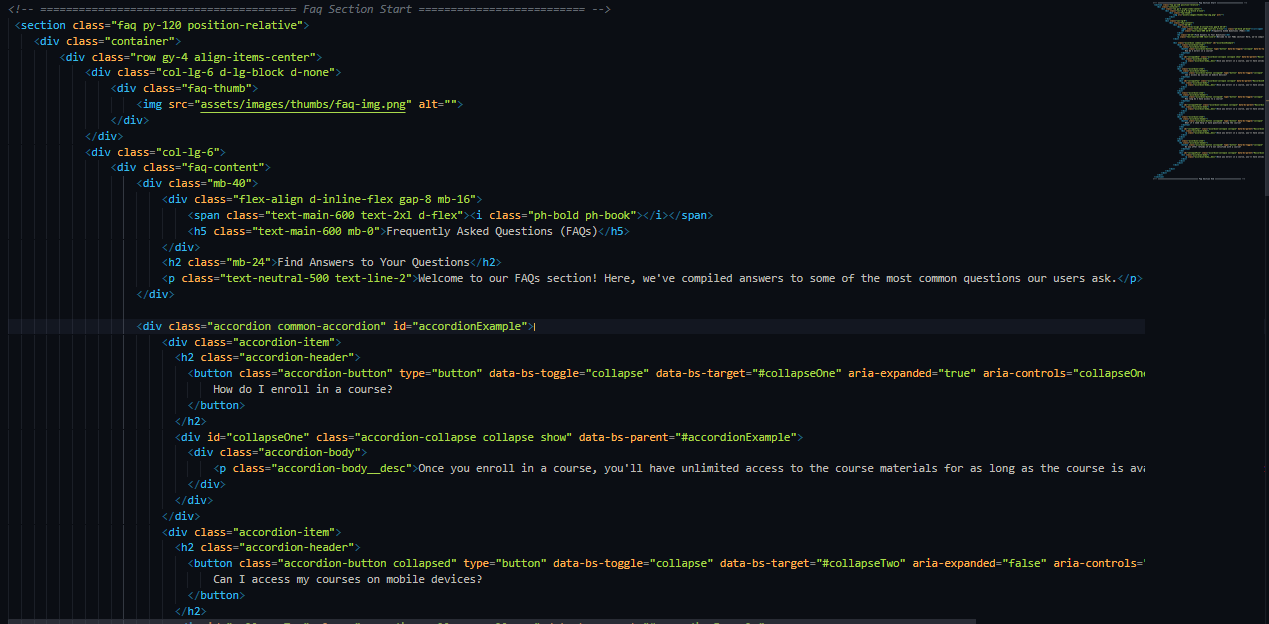 <!-- ======================================== Faq Section Start ========================== -->
<section class="faq py-120 position-relative">
<div class="container">
<div class="row gy-4 align-items-center">
<div class="col-lg-6 d-lg-block d-none">
<div class="faq-thumb">
<img src="assets/images/thumbs/faq-img.png" alt="">
</div>
</div>
<div class="col-lg-6">
<div class="faq-content">
<div class="mb-40">
<div class="flex-align d-inline-flex gap-8 mb-16">
<span class="text-main-600 text-2xl d-flex"><i class="ph-bold ph-book"></i></span>
<h5 class="text-main-600 mb-0">Frequently Asked Questions (FAQs)</h5>
</div>
<h2 class="mb-24">Find Answers to Your Questions</h2>
<p class="text-neutral-500 text-line-2">Welcome to our FAQs section! Here, we've compiled answers to some of the most common questions our users ask.</p>
</div>
<div class="accordion common-accordion" id="accordionExample">
<div class="accordion-item">
<h2 class="accordion-header">
<button class="accordion-button" type="button" data-bs-toggle="collapse" data-bs-target="#collapseOne" aria-expanded="true" aria-controls="collapseOne
How do I enroll in a course?
</button>
</h2>
<div id="collapseOne" class="accordion-collapse collapse show" data-bs-parent="#accordionExample">
<div class="accordion-body">
<p class="accordion-body__desc">Once you enroll in a course, you'll have unlimited access to the course materials for as long as the course is ava
</div>
</div>
</div>
<div class="accordion-item">
<h2 class="accordion-header">
<button class="accordion-button collapsed" type="button" data-bs-toggle="collapse" data-bs-target="#collapseTwo" aria-expanded="false" aria-controls="
Can I access my courses on mobile devices?
</button>
</h2>